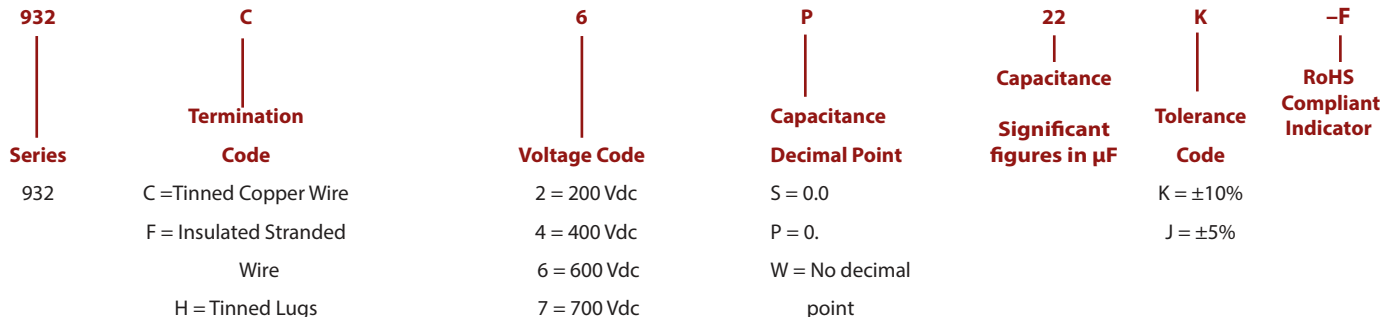 932 C 6 P 22 K –F
Capacitance RoHS
Compliant
Termination Capacitance Significant Tolerance Indicator
Series Code Voltage Code Decimal Point figures in µF Code
932 C =Tinned Copper Wire 2 = 200 Vdc S = 0.0 K = ±10%
F = Insulated Stranded 4 = 400 Vdc P = 0. J = ±5%
Wire 6 = 600 Vdc W = No decimal
H = Tinned Lugs 7 = 700 Vdc point